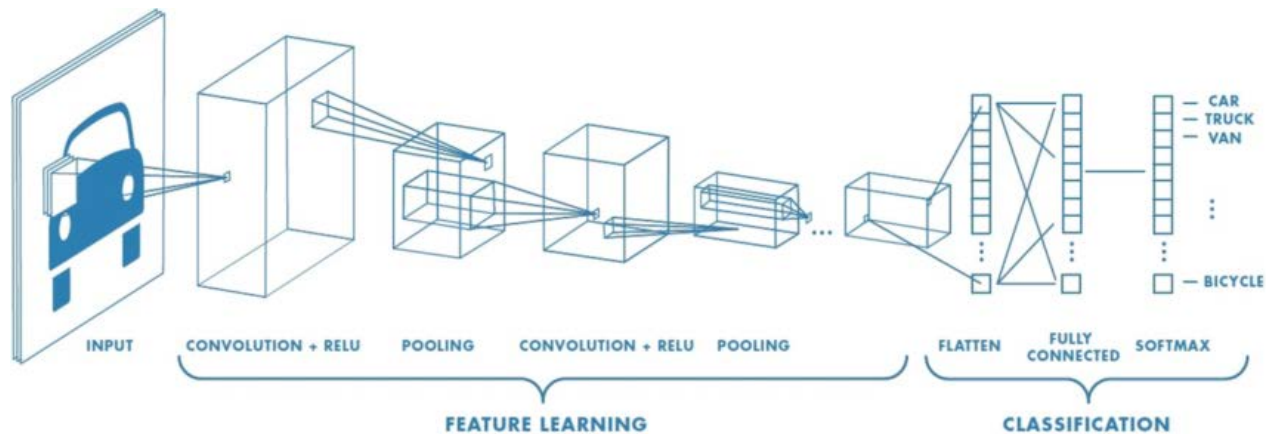 CAR
TRUCK
VAN
BICYCLE
INPUT
CONVOLUTION + RELU
POOLING
CONVOLUTION + RELU
POOLING
FLATTEN
FULLY
CONNECTED
SOFTMAX
FEATURE LEARNING
CLASSIFICATION